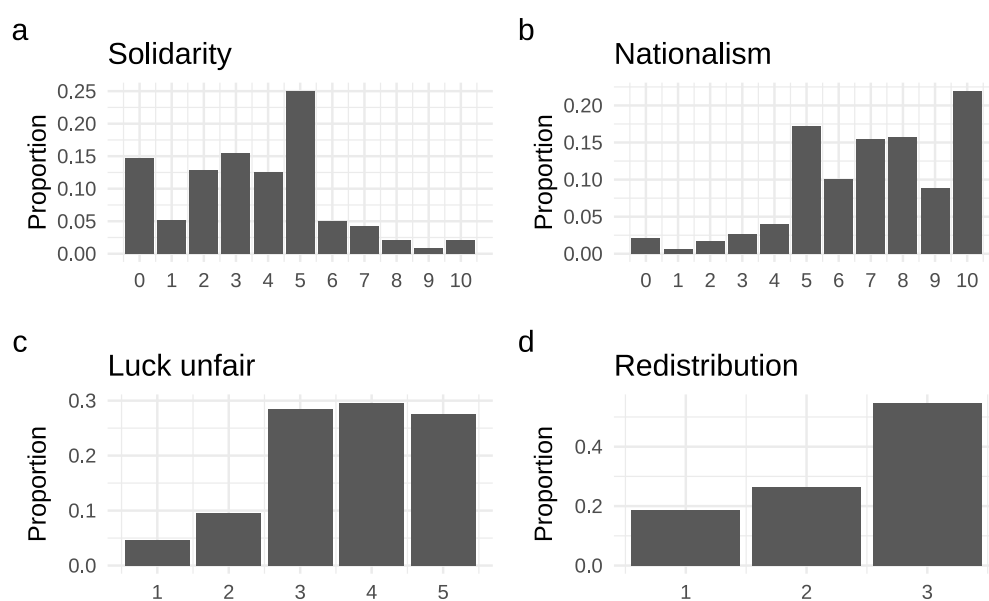 a
Solidarity
Proportion
0.25
0.20
0.15
0.10
0.05
0.00
0 1 2 3 4 5 6 7 8 9 10
b
Nationalism
Proportion
0.20
0.15
0.10
0.05
0.00
0 1 2 3 4 5 6 7 8 9 10
c
Luck unfair
Proportion
0.3
0.2
0.1
0.0
1 2 3 4 5
d
Redistribution
Proportion
0.4
0.2
0.0
1 2 3